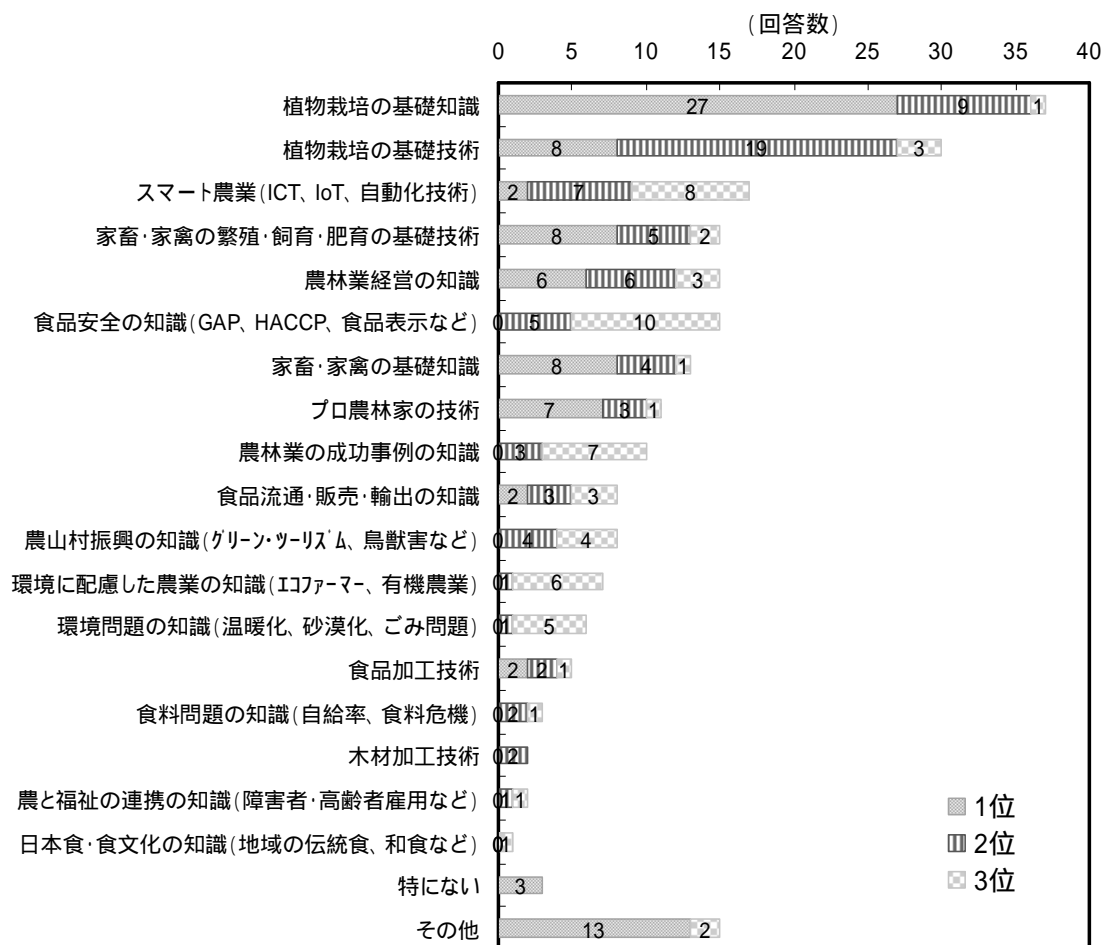 (回答数)
0 5 10 15 20 25 30 35 40
植物栽培の基礎知識 27 9 1
植物栽培の基礎技術 8 19 3
スマート農業(ICT、IoT、自動化技術) 2 7 8
家畜･家禽の繁殖･飼育･肥育の基礎技術 8 5 2
農林業経営の知識 6 6 3
食品安全の知識(GAP、HACCP、食品表示など) 0 5 10
家畜･家禽の基礎知識 8 4 1
プロ農林家の技術 7 3 1
農林業の成功事例の知識 0 3 7
食品流通･販売･輸出の知識 2 3 3
農山村振興の知識(ｸﾞﾘｰﾝ･ﾂｰﾘｽﾞﾑ、鳥獣害など) 0 4 4
環境に配慮した農業の知識(ｴｺﾌｧｰﾏｰ、有機農業) 0 1 6
環境問題の知識(温暖化、砂漠化、ごみ問題) 0 1 5
食品加工技術 2 2 1
食料問題の知識(自給率、食料危機) 0 2 1
木材加工技術 0 2
農と福祉の連携の知識(障害者･高齢者雇用など) 0 1 1
日本食･食文化の知識(地域の伝統食、和食など) 0 1
特にない 3
その他 13 2
1位
2位
3位